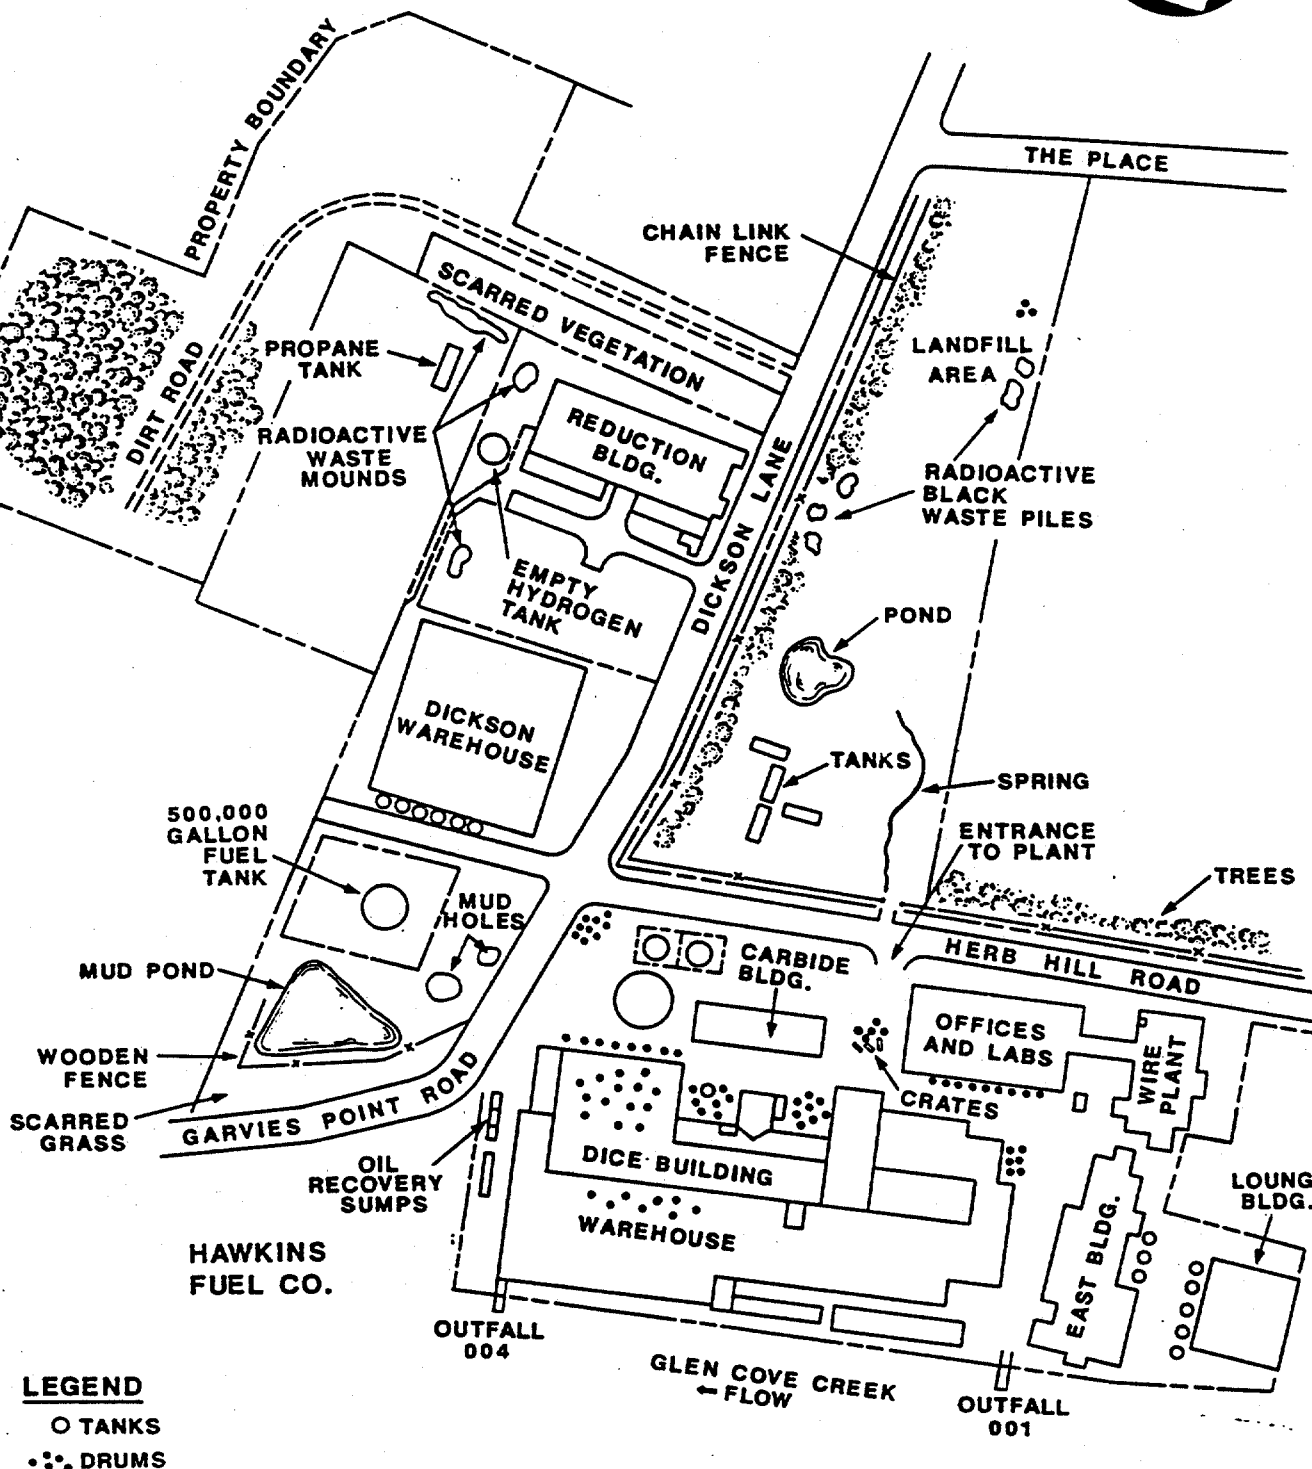 PROPERTY BOUNDARY
THE PLACE
CHAIN LINK
FENCE
SCARRED VEGETATION
PROPANE
TANK
DIRT ROAD
LANDFILL
AREA
RADIOACTIVE
WASTE
MOUNDS
REDUCTION
BLDG.
DICKSON LANE
RADIOACTIVE
BLACK
WASTE PILES
EMPTY
HYDROGEN
TANK
POND
DICKSON
WAREHOUSE
TANKS
SPRING
500,000
GALLON
FUEL
TANK
ENTRANCE
TO PLANT
TREES
MUD
HOLES
MUD POND
CARBIDE
BLDG.
HERB HILL ROAD
OFFICES
AND LABS
WIRE
PLANT
WOODEN
FENCE
SCARRED
GRASS
GARVIES POINT ROAD
CRATES
OIL
RECOVERY
SUMPS
DICE BUILDING
WAREHOUSE
EAST BLDG.
LOUNG
BLDG.
HAWKINS
FUEL CO.
OUTFALL
004
GLEN COVE CREEK
FLOW
OUTFALL
001
LEGEND
TANKS
DRUMS